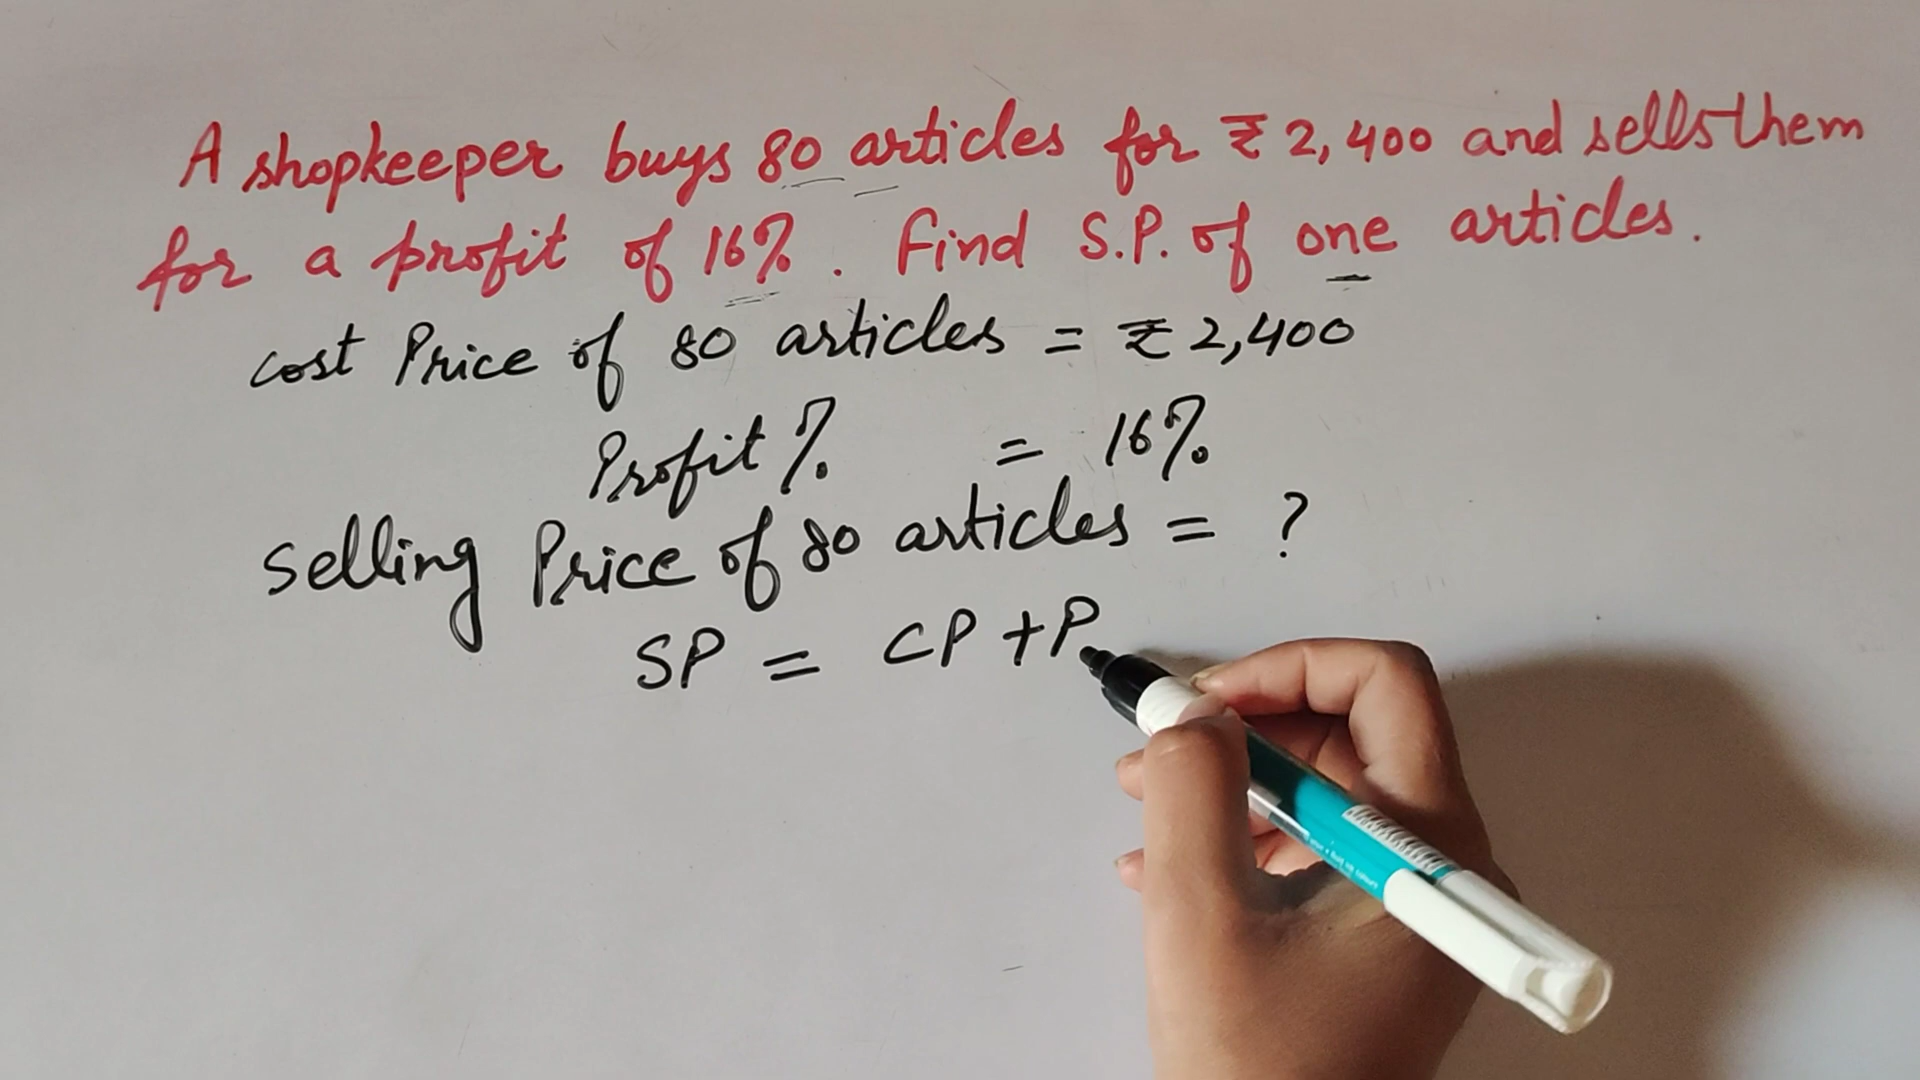 A shopkeeper buys 80 articles for ₹ 2,400 and sells them
for a profit of 16%. Find S.P. of one articles.
cost Price of 80 articles = ₹ 2,400
Profit % = 16%
Selling Price of 80 articles = ?
SP = CP + P